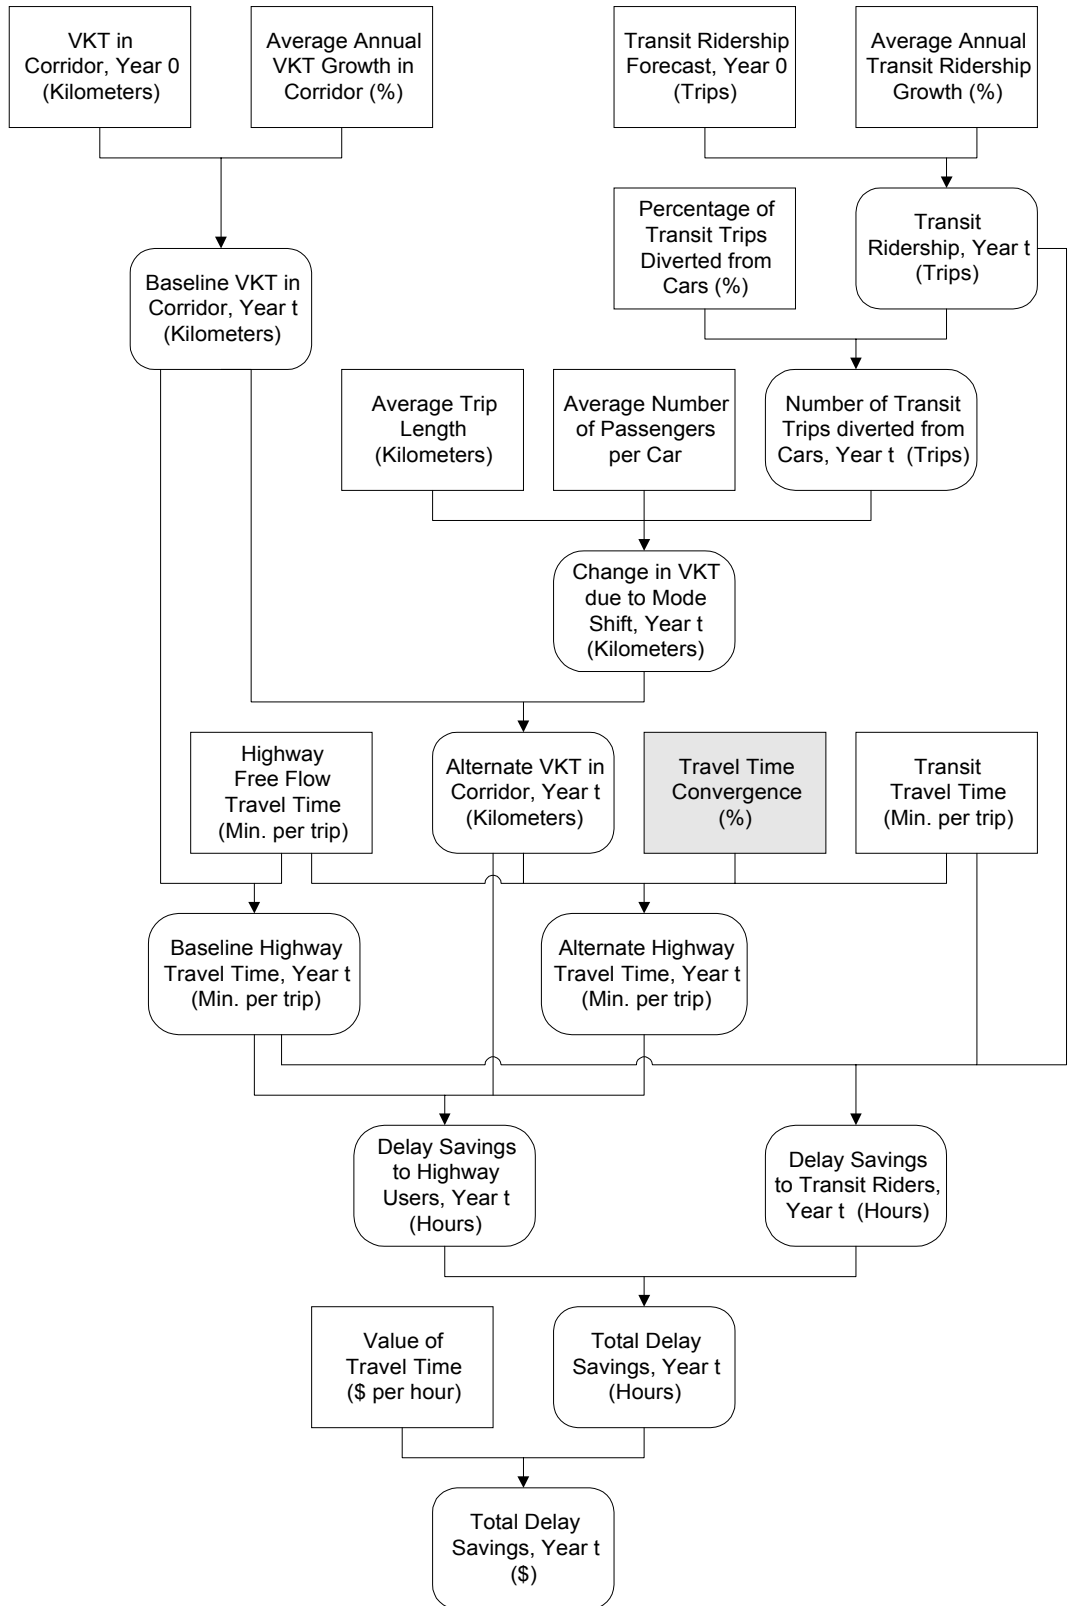 VKT in
Corridor, Year 0
(Kilometers)
Average Annual
VKT Growth in
Corridor (%)
Transit Ridership
Forecast, Year 0
(Trips)
Average Annual
Transit Ridership
Growth (%)
Percentage of
Transit Trips
Diverted from
Cars (%)
Transit
Ridership, Year t
(Trips)
Baseline VKT in
Corridor, Year t
(Kilometers)
Average Trip
Length
(Kilometers)
Average Number
of Passengers
per Car
Number of Transit
Trips diverted from
Cars, Year t (Trips)
Change in VKT
due to Mode
Shift, Year t
(Kilometers)
Highway
Free Flow
Travel Time
(Min. per trip)
Alternate VKT in
Corridor, Year t
(Kilometers)
Travel Time
Convergence
(%)
Transit
Travel Time
(Min. per trip)
Baseline Highway
Travel Time, Year t
(Min. per trip)
Alternate Highway
Travel Time, Year t
(Min. per trip)
Delay Savings
to Highway
Users, Year t
(Hours)
Delay Savings
to Transit Riders,
Year t (Hours)
Value of
Travel Time
($ per hour)
Total Delay
Savings, Year t
(Hours)
Total Delay
Savings, Year t
($)